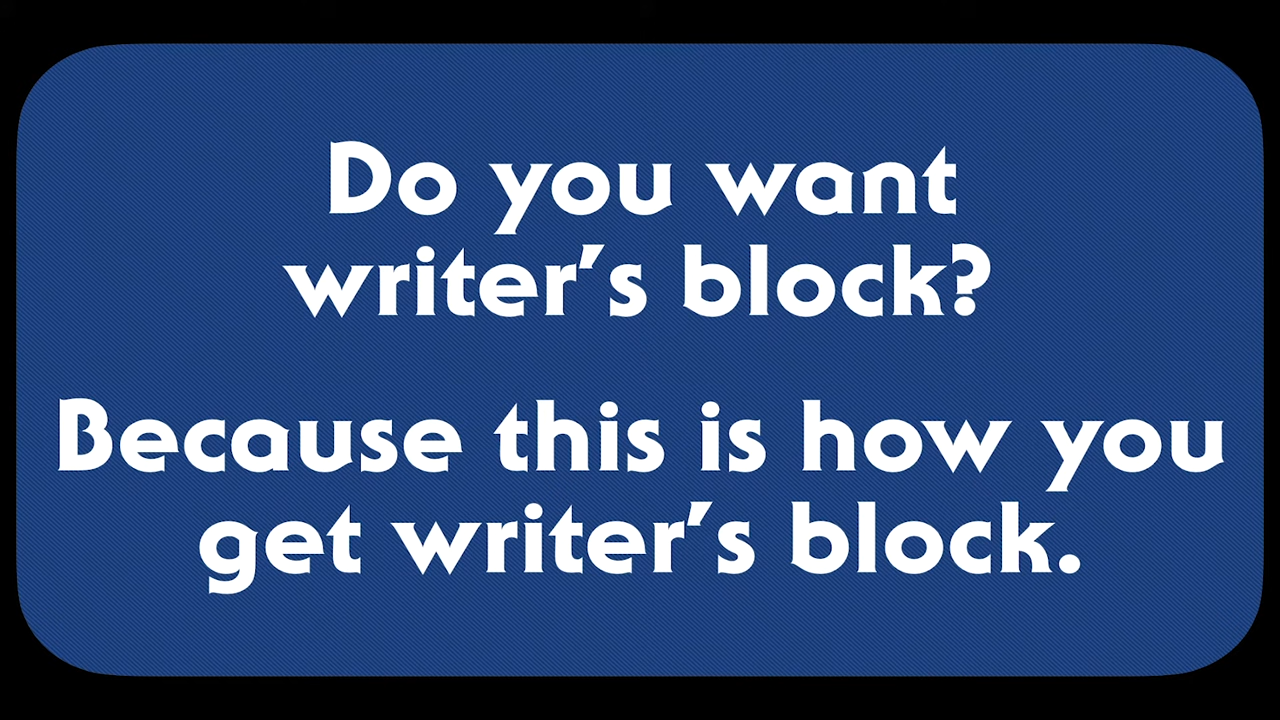 Do you want
writer's block?
Because this is how you
get writer's block.